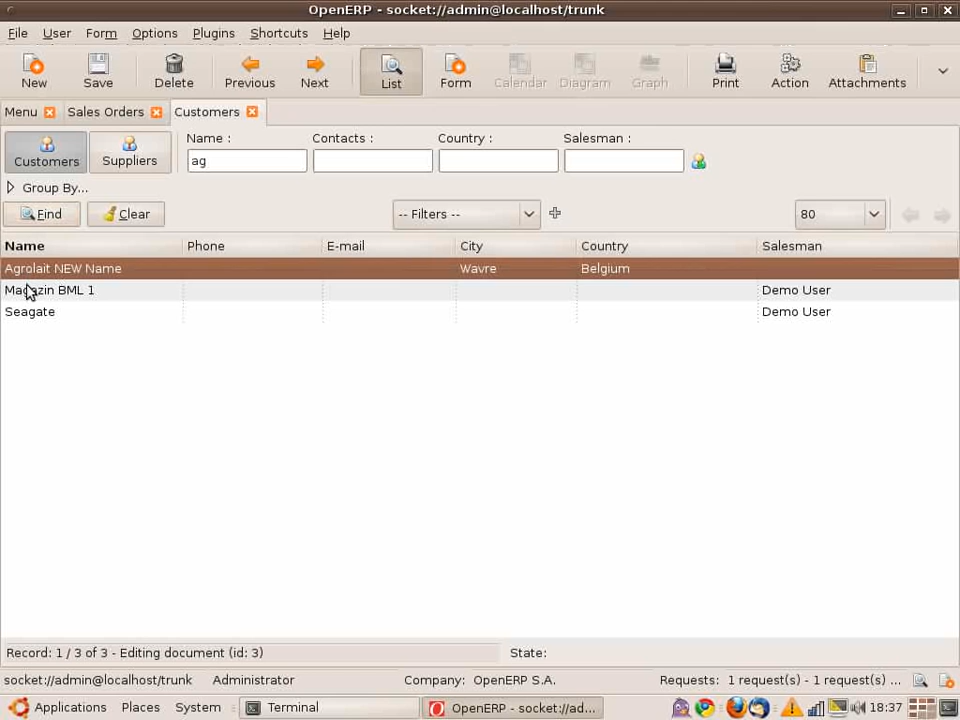 OpenERP - socket://admin@localhost/trunk
File User Form Options Plugins Shortcuts Help
New Save Delete Previous Next List Form Calendar Diagram Graph Print Action Attachments
Menu Sales Orders Customers
Customers Suppliers
Name : Contacts : Country : Salesman :
ag
Group By...
Find Clear -- Filters -- 80
Name Phone E-mail City Country Salesman
Agrolait NEW Name Wavre Belgium
Magazin BML 1 Demo User
Seagate Demo User
Record: 1 / 3 of 3 - Editing document (id: 3) State:
socket://admin@localhost/trunk Administrator Company: OpenERP S.A. Requests: 1 request(s) - 1 request(s) ...
Applications Places System Terminal OpenERP - socket://ad... 18:37